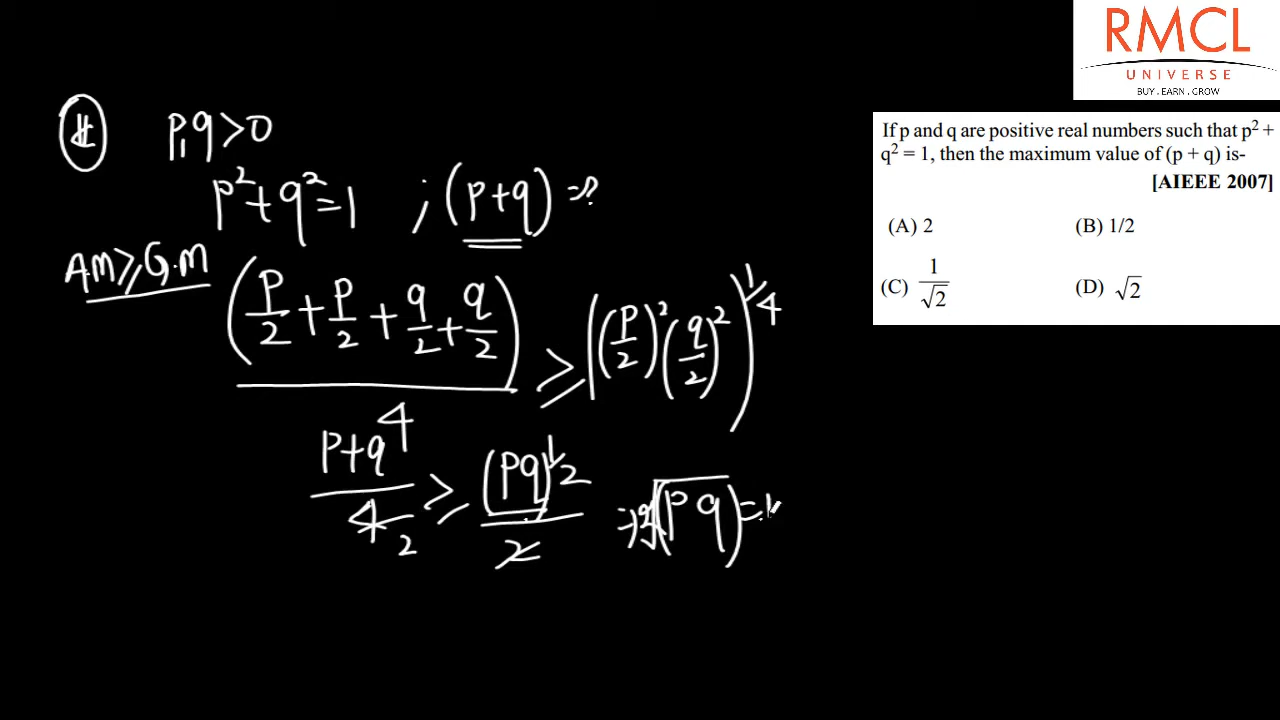 RMCL
UNIVERSE
BUY . EARN . GROW
If p and q are positive real numbers such that p² +
q² = 1, then the maximum value of (p + q) is-
[AIEEE 2007]
(A) 2
(B) 1/2
(C) 1/√2
(D) √2
# p,q>0
p²+q²=1 ; (p+q)=?
A.M≥G.M
(p/2+p/2+q/2+q/2)/4 ≥ ((p/2)²(q/2)²)^1/4
p+q/4 2 ≥ (pq)^1/2/2 ⇒ (pq)=